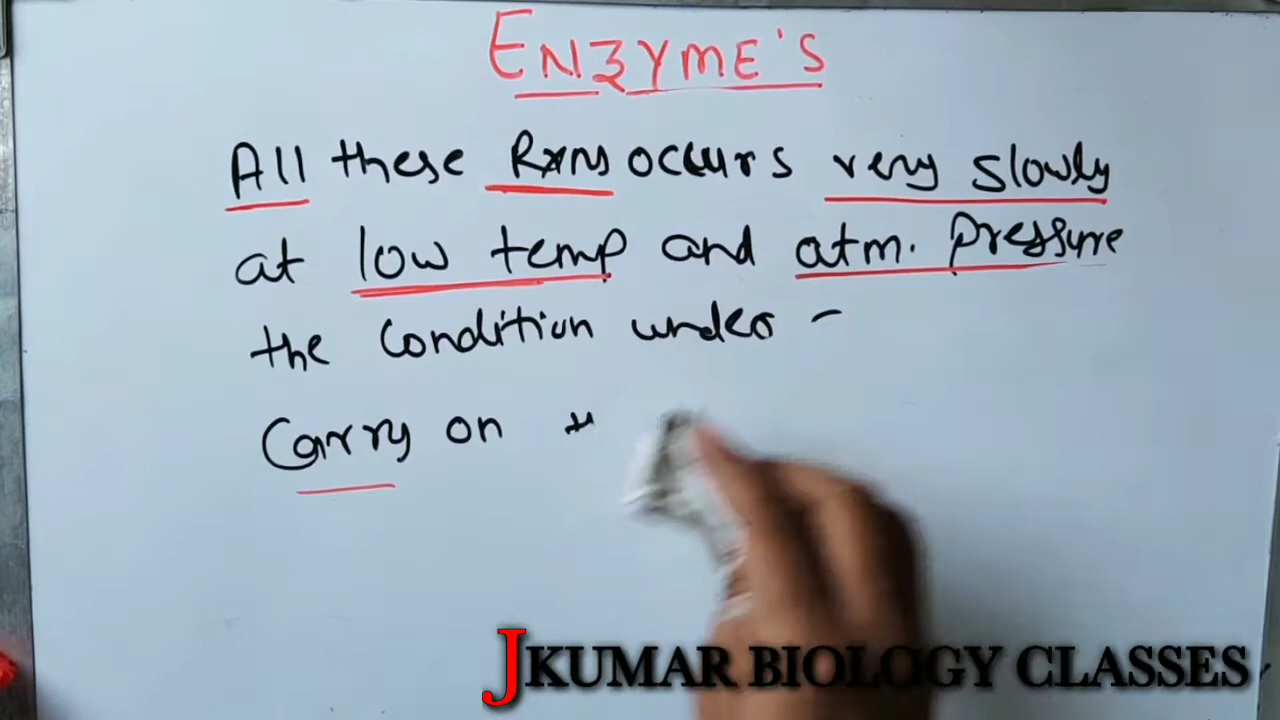 ENZYME'S
All these Rxns occurs very slowly
at low temp and atm. Pressure
the condition under -
Carry on
JKUMAR BIOLOGY CLASSES